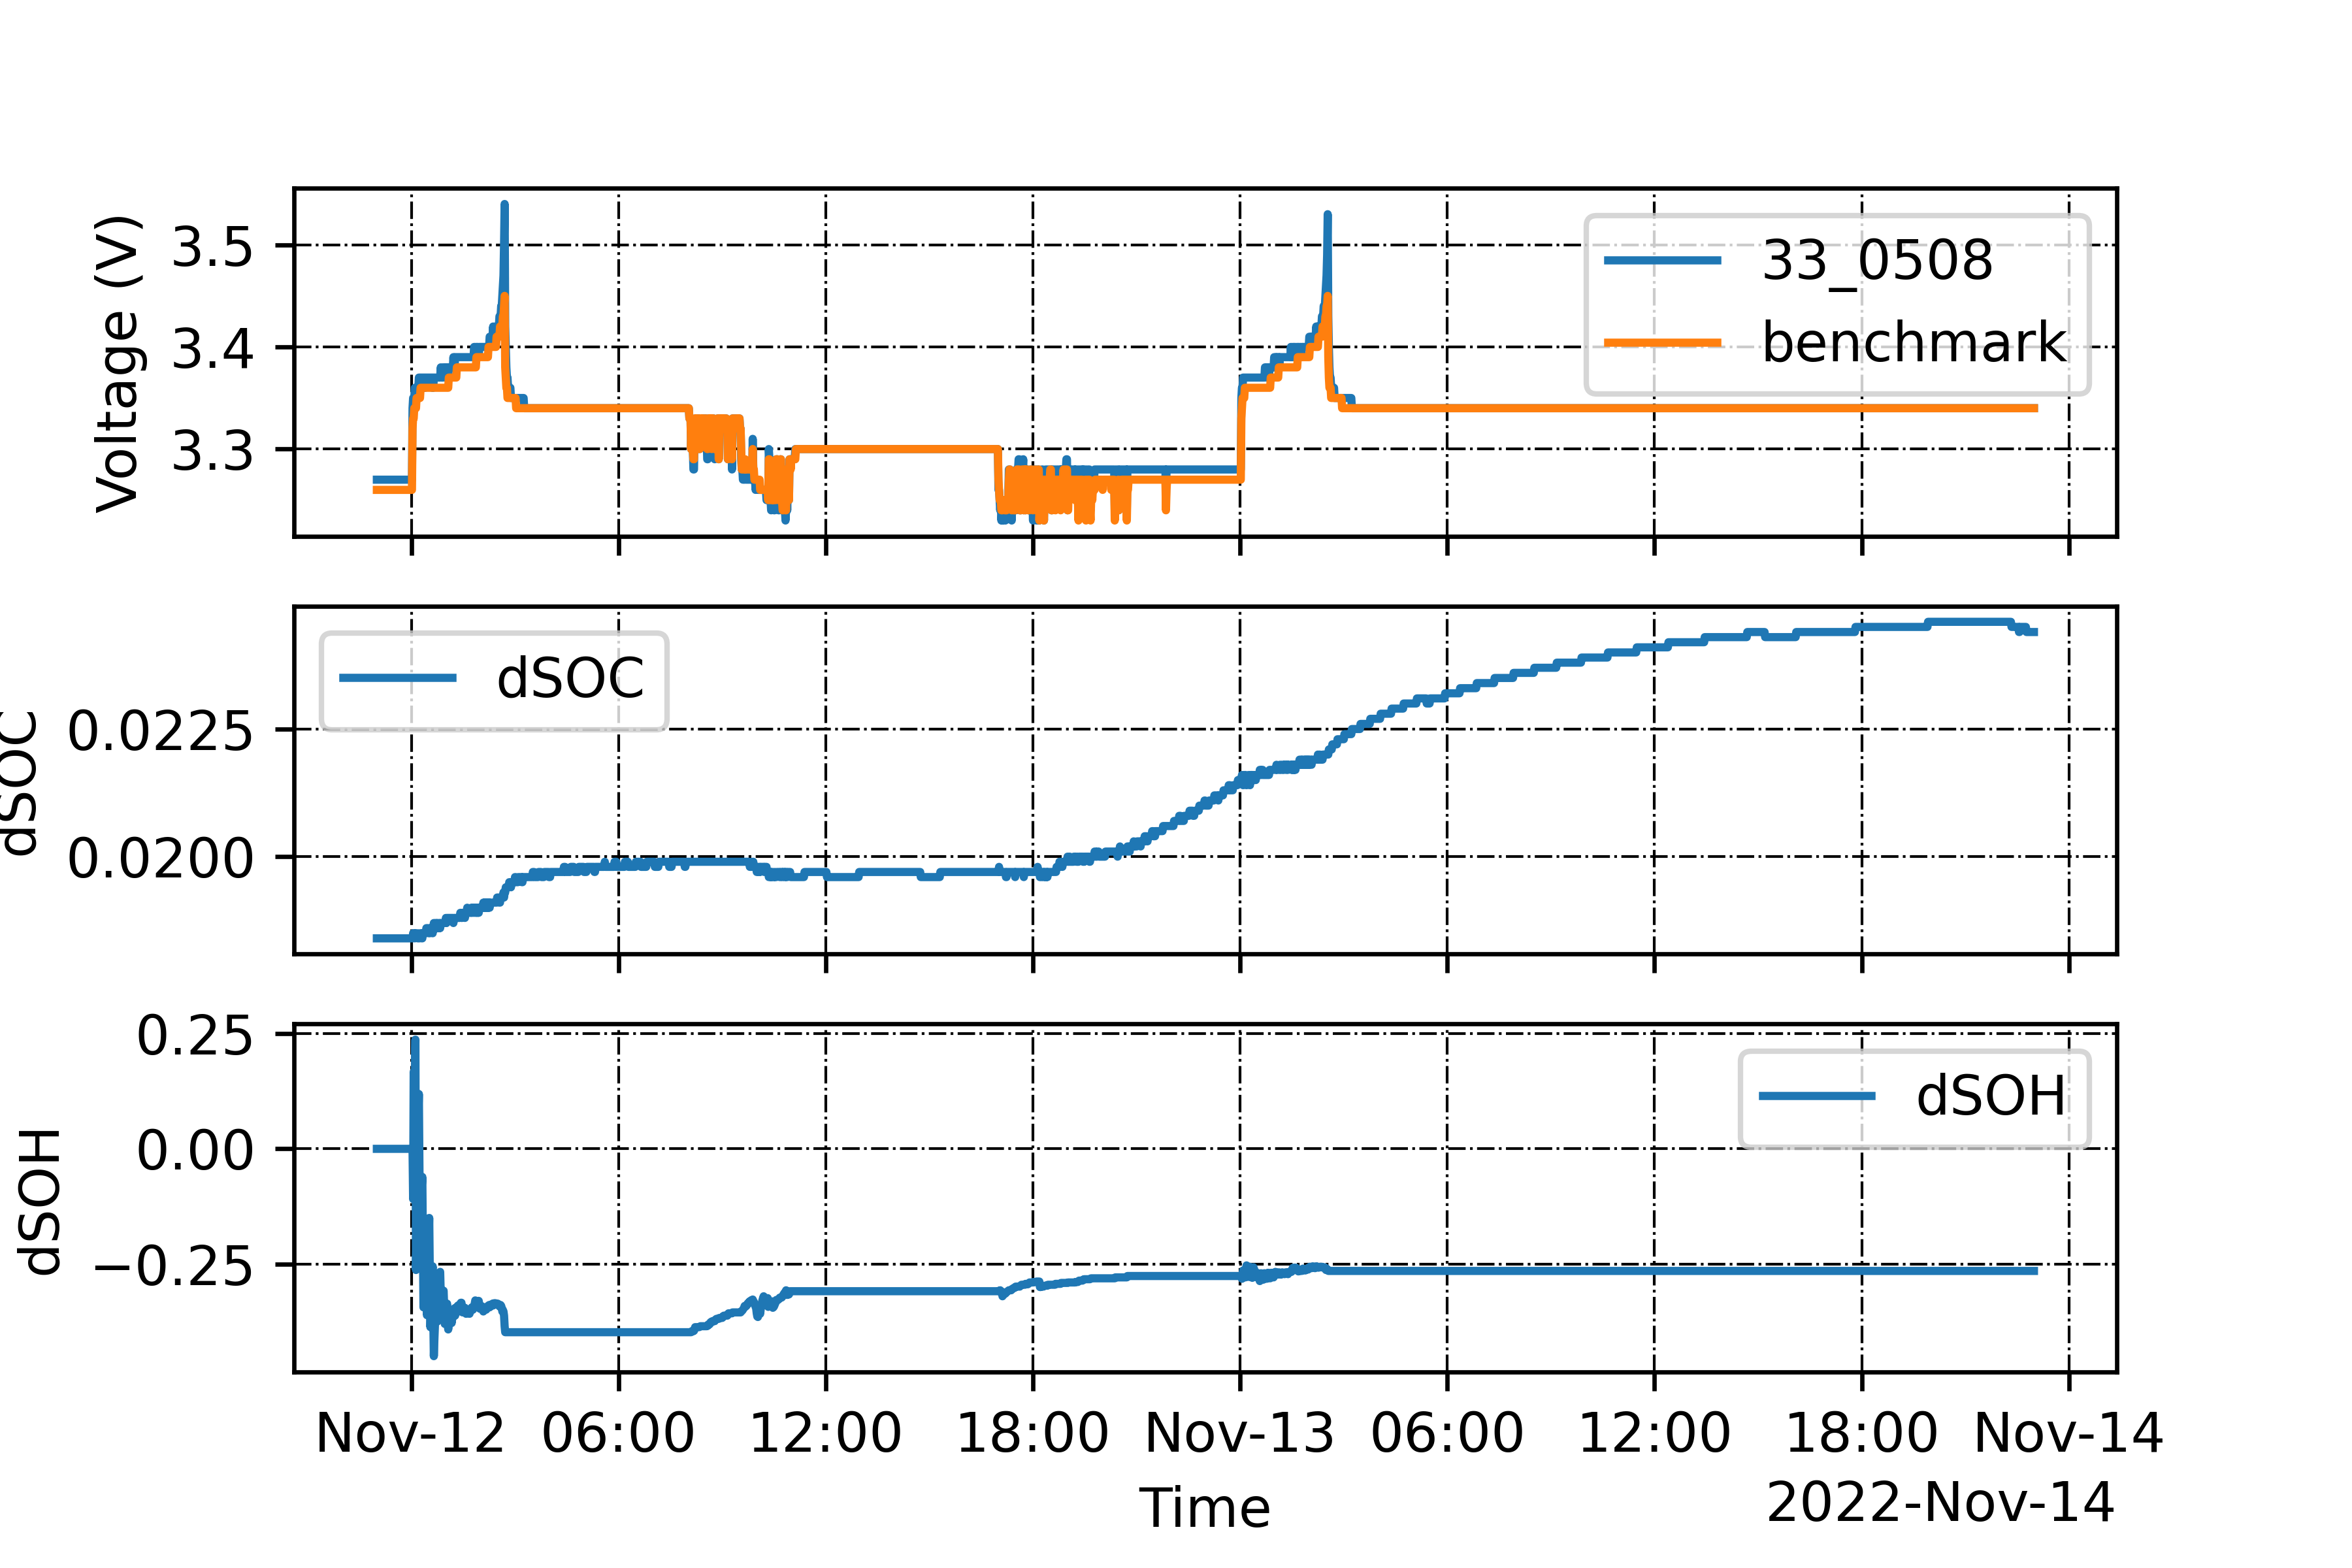 Voltage (V)
3.5
3.4
3.3
33_0508
benchmark
dSOC
0.0225
0.0200
dSOC
dSOH
0.25
0.00
−0.25
dSOH
Nov-12 06:00 12:00 18:00 Nov-13 06:00 12:00 18:00 Nov-14
Time
2022-Nov-14